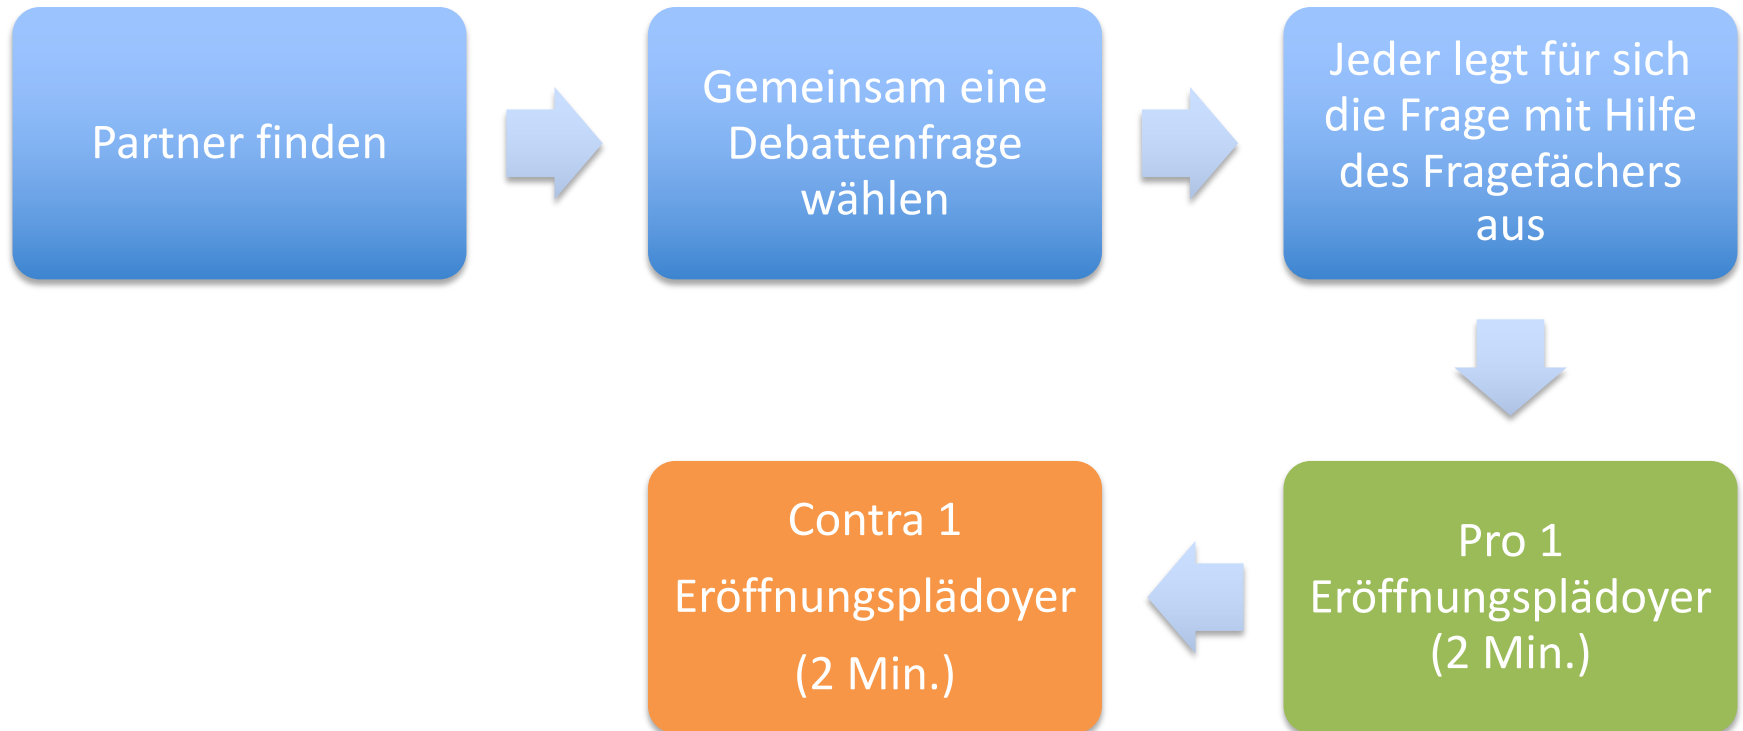 Partner finden
Gemeinsam eine
Debattenfrage
wählen
Jeder legt für sich
die Frage mit Hilfe
des Fragefächers
aus
Pro 1
Eröffnungsplädoyer
(2 Min.)
Contra 1
Eröffnungsplädoyer
(2 Min.)